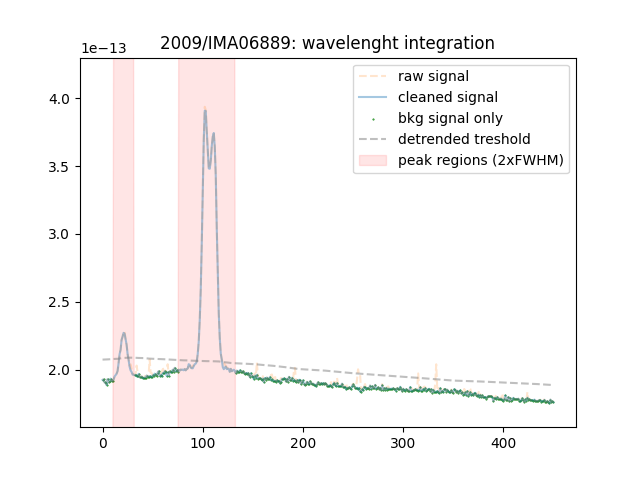 2009/IMA06889: wavelenght integration
1e−13
raw signal
cleaned signal
bkg signal only
detrended treshold
peak regions (2xFWHM)
4.0
3.5
3.0
2.5
2.0
0 100 200 300 400